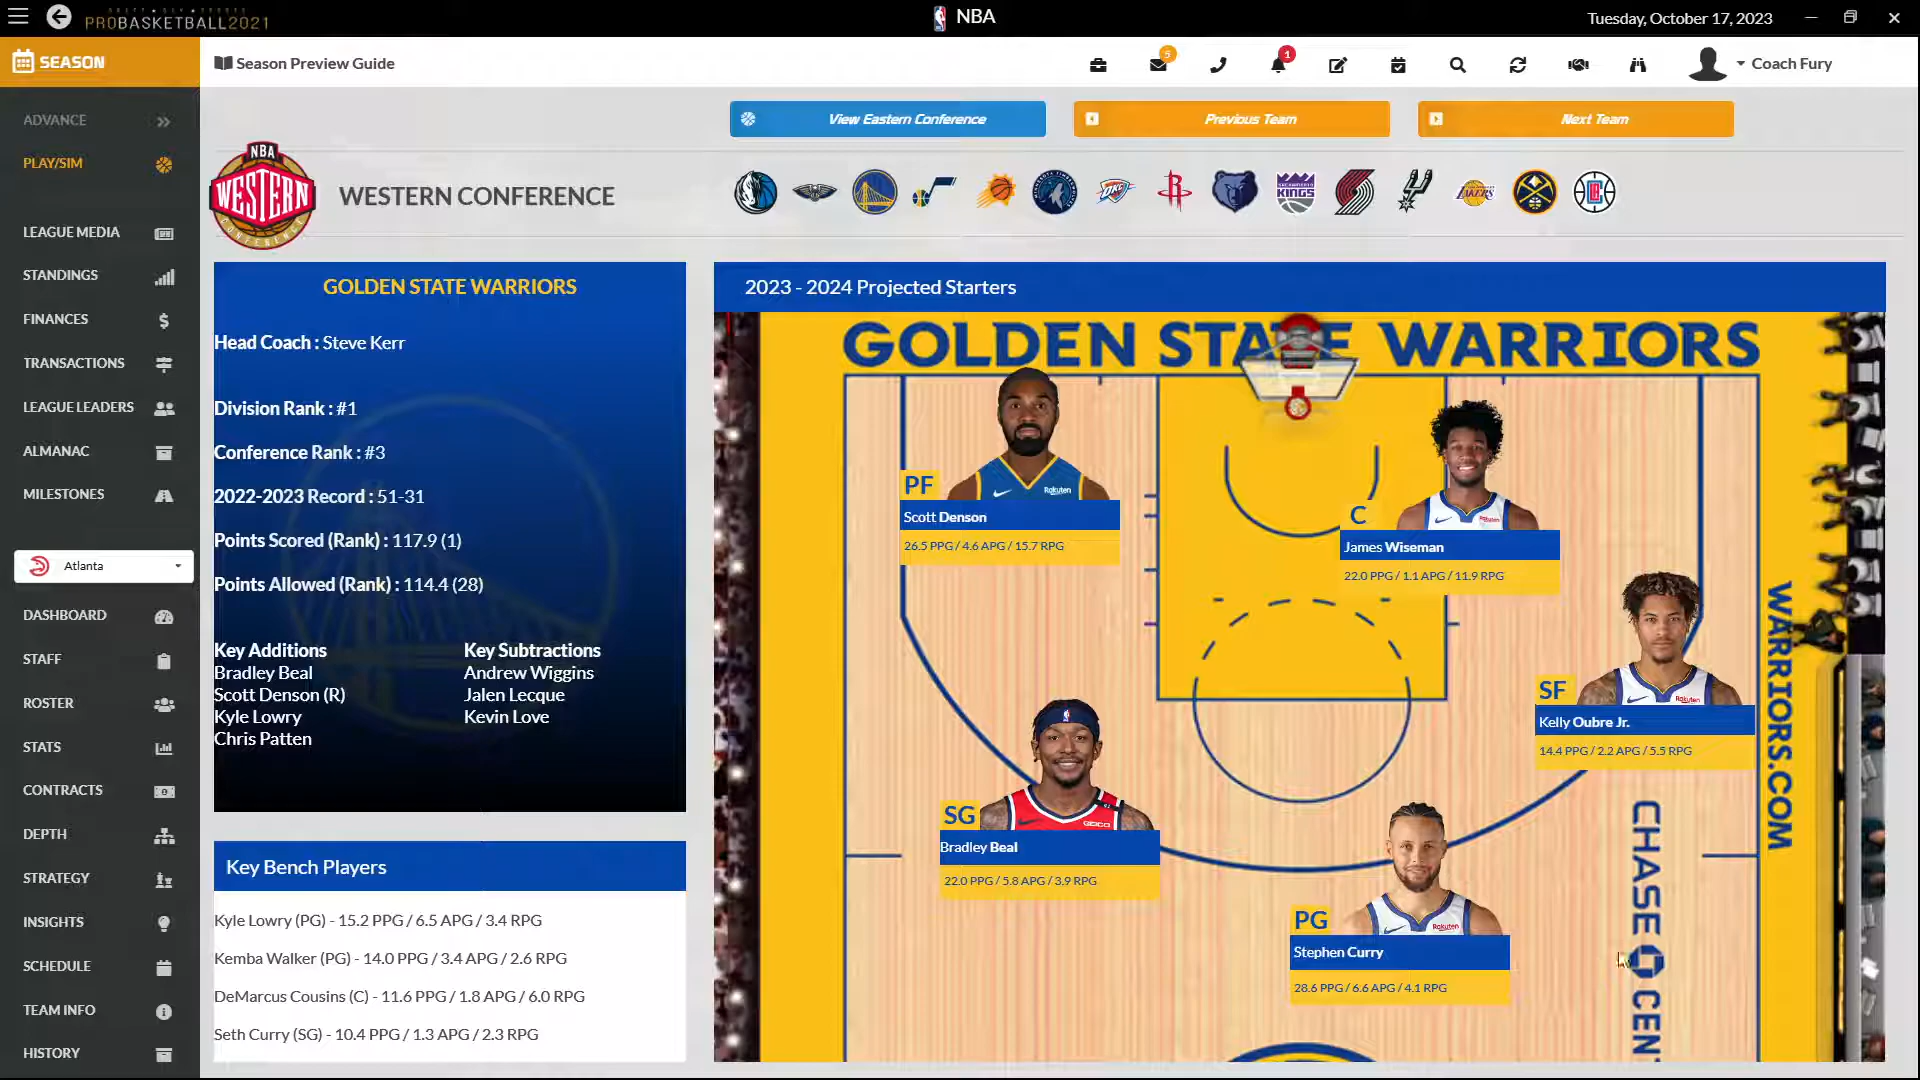 PROBASKETBALL2021
NBA
Tuesday, October 17, 2023
SEASON
Season Preview Guide
5
1
Coach Fury
ADVANCE
PLAY/SIM
LEAGUE MEDIA
STANDINGS
FINANCES
TRANSACTIONS
LEAGUE LEADERS
ALMANAC
MILESTONES
Atlanta
DASHBOARD
STAFF
ROSTER
STATS
CONTRACTS
DEPTH
STRATEGY
INSIGHTS
SCHEDULE
TEAM INFO
HISTORY
View Eastern Conference
Previous Team
Next Team
NBA
WESTERN
CONFERENCE
WESTERN CONFERENCE
GOLDEN STATE WARRIORS
Head Coach : Steve Kerr
Division Rank : #1
Conference Rank : #3
2022-2023 Record : 51-31
Points Scored (Rank) : 117.9 (1)
Points Allowed (Rank) : 114.4 (28)
Key Additions
Bradley Beal
Scott Denson (R)
Kyle Lowry
Chris Patten
Key Subtractions
Andrew Wiggins
Jalen Lecque
Kevin Love
Key Bench Players
Kyle Lowry (PG) - 15.2 PPG / 6.5 APG / 3.4 RPG
Kemba Walker (PG) - 14.0 PPG / 3.4 APG / 2.6 RPG
DeMarcus Cousins (C) - 11.6 PPG / 1.8 APG / 6.0 RPG
Seth Curry (SG) - 10.4 PPG / 1.3 APG / 2.3 RPG
2023 - 2024 Projected Starters
GOLDEN STATE WARRIORS
PF
Rakuten
Scott Denson
26.5 PPG / 4.6 APG / 15.7 RPG
C
Rakuten
James Wiseman
22.0 PPG / 1.1 APG / 11.9 RPG
SF
Rakuten
Kelly Oubre Jr.
14.4 PPG / 2.2 APG / 5.5 RPG
SG
GEICO
Bradley Beal
22.0 PPG / 5.8 APG / 3.9 RPG
PG
Rakuten
Stephen Curry
28.6 PPG / 6.6 APG / 4.1 RPG
WARRIORS.COM
CHASE CEN